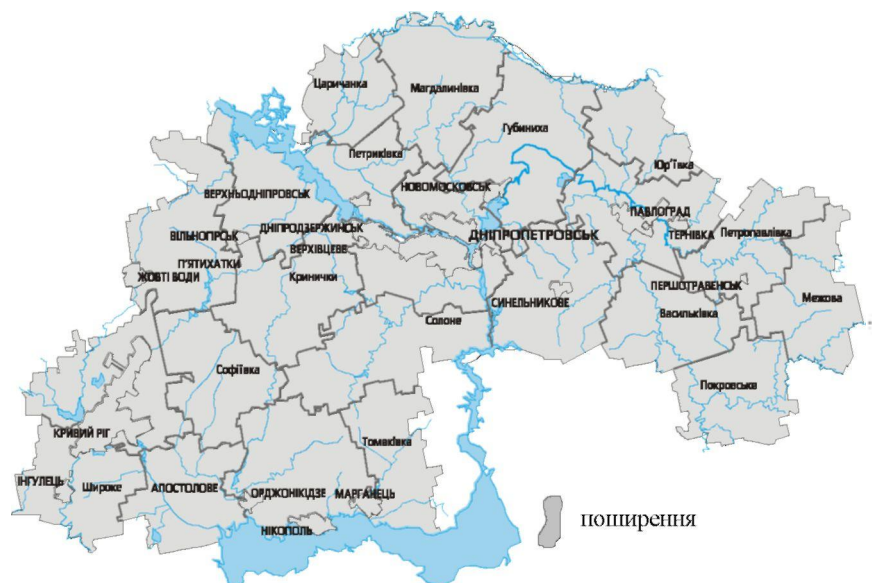 Царичанка
Магдалинівка
Губиниха
Петриківка
Юр'ївка
ВЕРХНЬОДНІПРОВСЬК
НОВОМОСКОВСЬК
ПАВЛОГРАД
ДНІПРОДЗЕРЖИНСЬК
ДНІПРОПЕТРОВСЬК
ТЕРНІВКА
Петропавлівка
ВІЛЬНОГІРСЬК
ВЕРХІВЦЕВЕ
П'ЯТИХАТКИ
ЖОВТІ ВОДИ
Кринички
ПЕРШОТРАВЕНСЬК
СИНЕЛЬНИКОВЕ
Межова
Солоне
Васильківка
Софіївка
Покровське
КРИВИЙ РІГ
Томаківка
ІНГУЛЕЦЬ
Широке
АПОСТОЛОВЕ
ОРДЖОНІКІДЗЕ
МАРГАНЕЦЬ
НІКОПОЛЬ
поширення